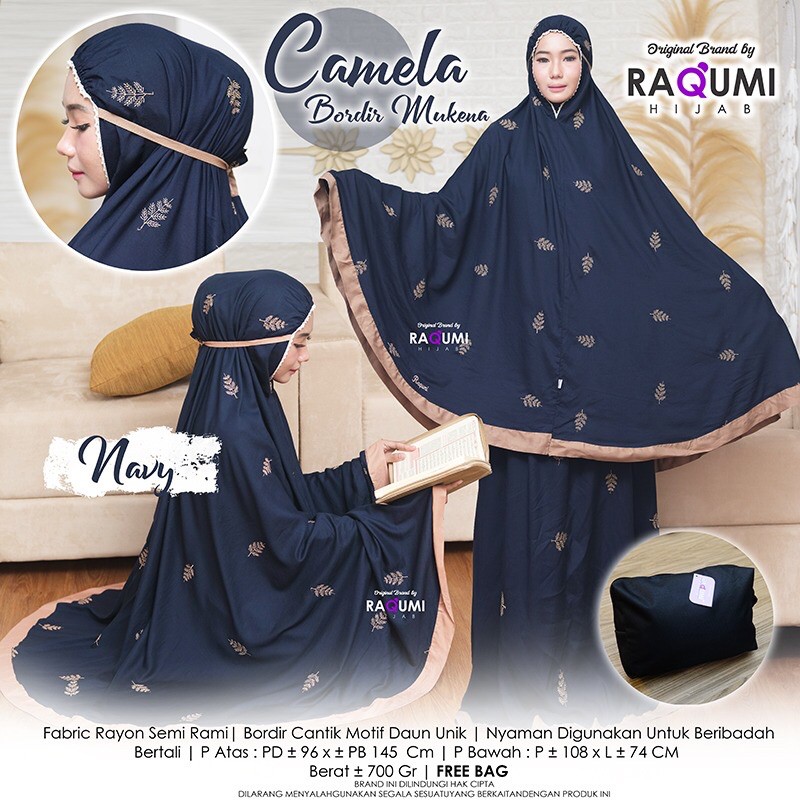 Camela
Bordir Mukena
Original Brand by
RAQUMI
HIJAB
Original Brand by
RAQUMI
HIJAB
Raqumi
Navy
Original Brand by
RAQUMI
HIJAB
Fabric Rayon Semi Rami| Bordir Cantik Motif Daun Unik | Nyaman Digunakan Untuk Beribadah
Bertali | P Atas : PD ± 96 x ± PB 145 Cm | P Bawah : P ± 108 x L ± 74 CM
Berat ± 700 Gr | FREE BAG
BRAND INI DILINDUNGI HAK CIPTA
DILARANG MENYALAHGUNAKAN SEGALA SESUATUYANG BERKAITANDENGAN PRODUK INI